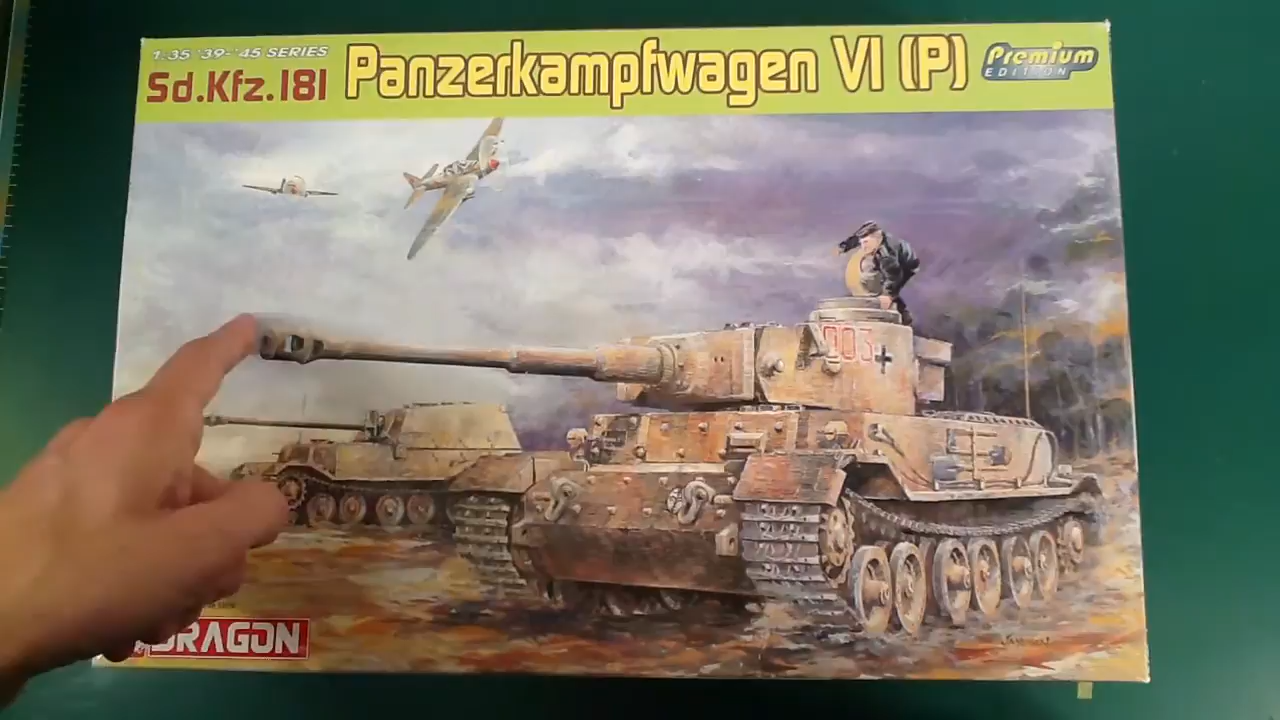 1:35 '39-'45 SERIES
Sd.Kfz.181 Panzerkampfwagen VI (P)
Premium
EDITION
003
DRAGON